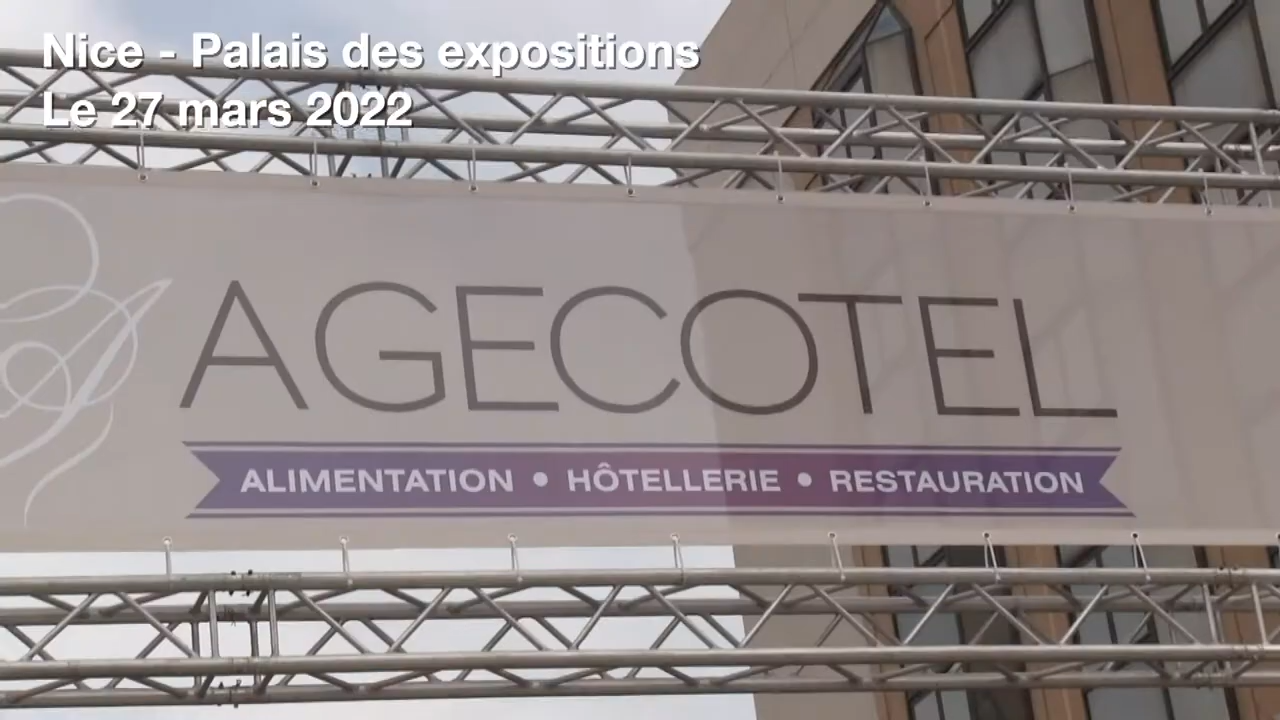 Nice - Palais des expositions
Le 27 mars 2022
AGECOTEL
ALIMENTATION • HÔTELLERIE • RESTAURATION